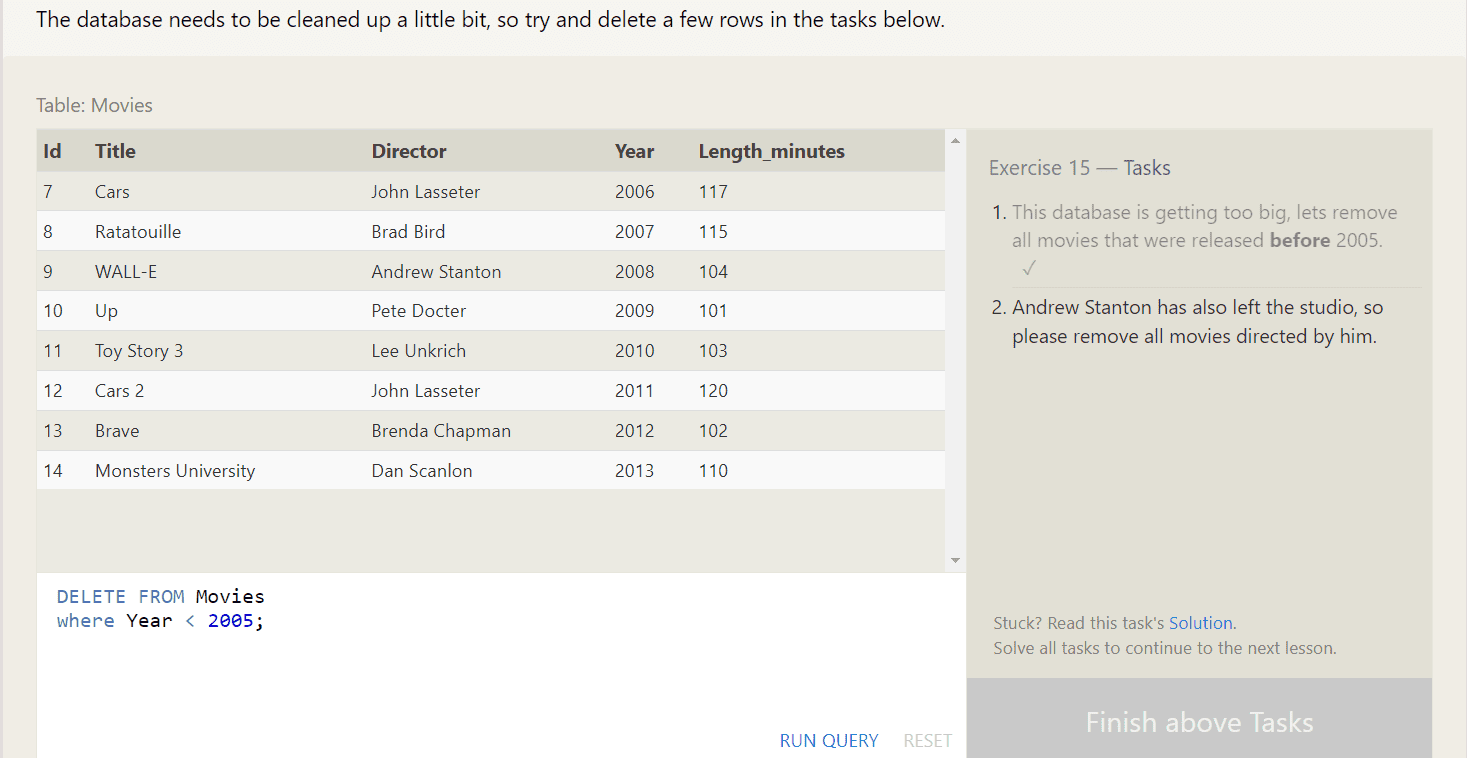 The database needs to be cleaned up a little bit, so try and delete a few rows in the tasks below.
Table: Movies
Id Title Director Year Length_minutes
7 Cars John Lasseter 2006 117
8 Ratatouille Brad Bird 2007 115
9 WALL-E Andrew Stanton 2008 104
10 Up Pete Docter 2009 101
11 Toy Story 3 Lee Unkrich 2010 103
12 Cars 2 John Lasseter 2011 120
13 Brave Brenda Chapman 2012 102
14 Monsters University Dan Scanlon 2013 110
DELETE FROM Movies
where Year < 2005;
RUN QUERY RESET
Exercise 15 — Tasks
1. This database is getting too big, lets remove
all movies that were released before 2005.
✓
2. Andrew Stanton has also left the studio, so
please remove all movies directed by him.
Stuck? Read this task's Solution.
Solve all tasks to continue to the next lesson.
Finish above Tasks